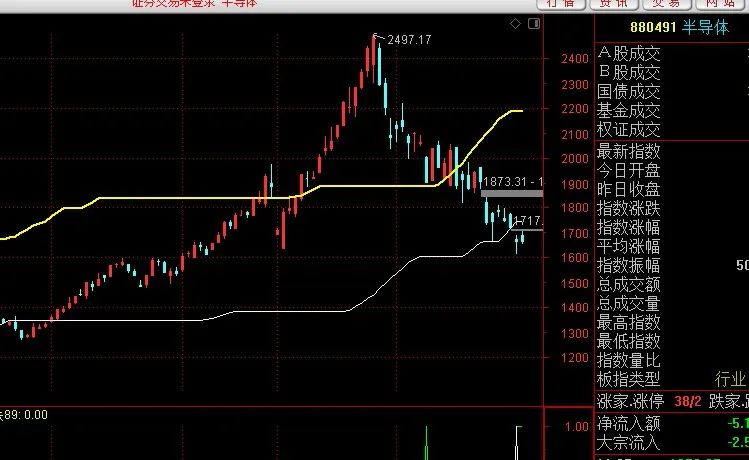 证券交易未登录 半导体
行情 资讯 交易 网站
2497.17
1873.31 - 1
1717.
2400
2300
2200
2100
2000
1900
1800
1700
1600
1500
1400
1300
1200
89: 0.00
1.00
880491 半导体
A股成交
B股成交
国债成交
基金成交
权证成交
最新指数
今日开盘
昨日收盘
指数涨跌
指数涨幅
平均涨幅
指数振幅 50
总成交额
总成交量
最高指数
最低指数
指数量比
板指类型 行业
涨家.涨停 38/2 跌家.
净流入额 -5.1
大宗流入 -2.5